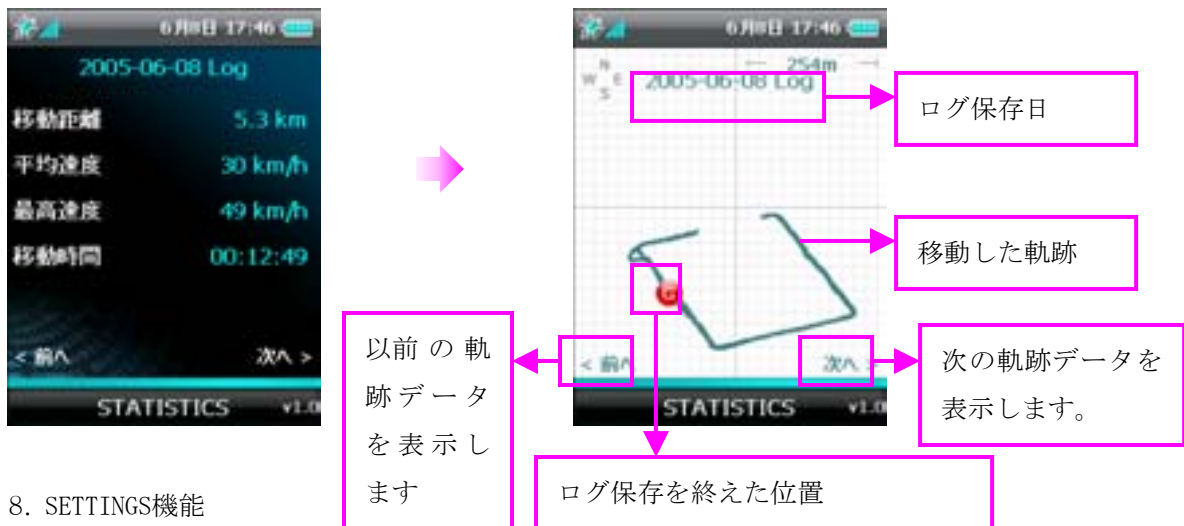 6月8日 17:46
2005-06-08 Log
移動距離 5.3 km
平均速度 30 km/h
最高速度 49 km/h
移動時間 00:12:49
< 前へ 次へ >
STATISTICS v1.0
6月8日 17:46
N
W E
S
254m
2005-06-08 Log
< 前へ 次へ >
STATISTICS v1.0
ログ保存日
移動した軌跡
以前の軌
跡データ
を表示し
ます
次の軌跡データを
表示します。
ログ保存を終えた位置
8. SETTINGS機能